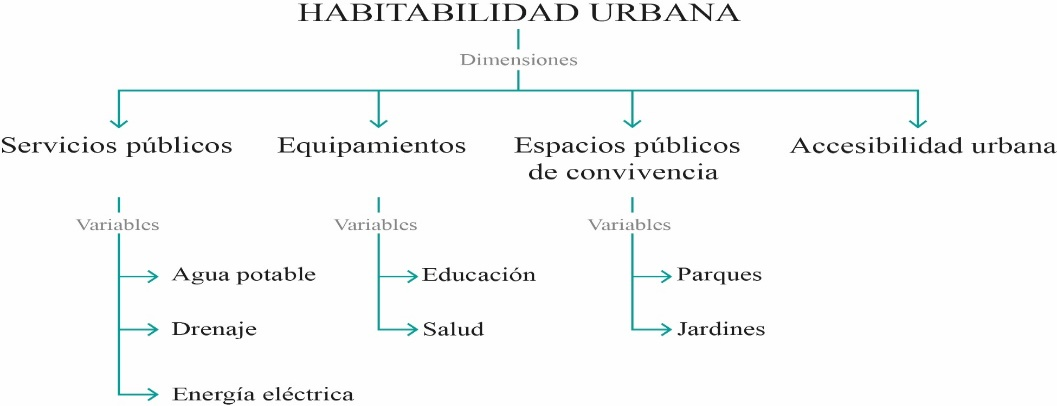 HABITABILIDAD URBANA
Dimensiones
Servicios públicos
Equipamientos
Espacios públicos
de convivencia
Accesibilidad urbana
Variables
Variables
Variables
Agua potable
Educación
Parques
Drenaje
Salud
Jardines
Energía eléctrica